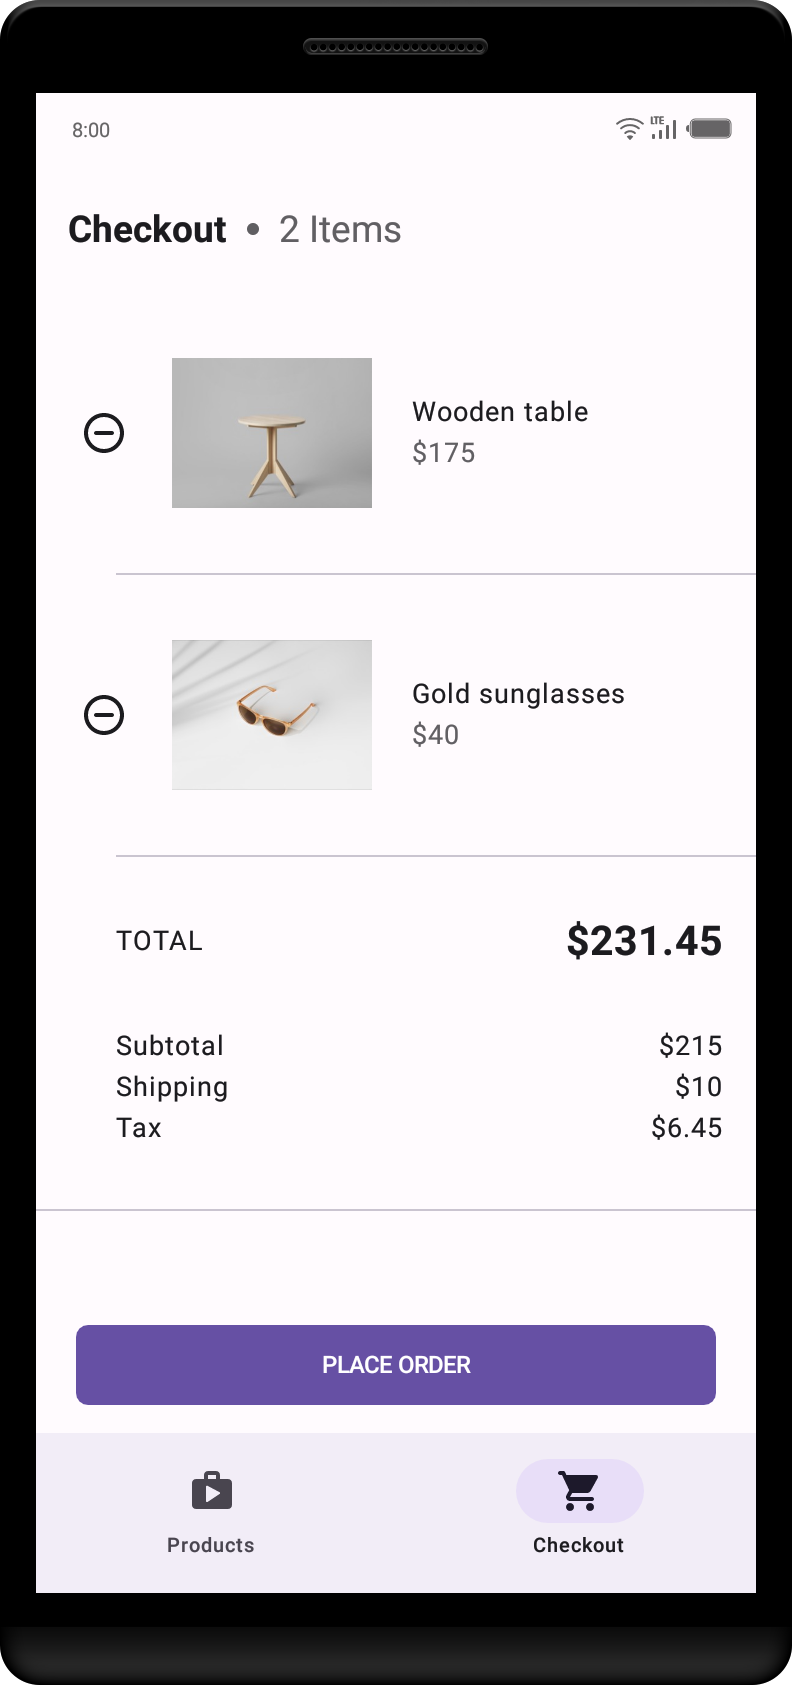 8:00
LTE
Checkout • 2 Items
Wooden table
$175
Gold sunglasses
$40
TOTAL $231.45
Subtotal $215
Shipping $10
Tax $6.45
PLACE ORDER
Products Checkout